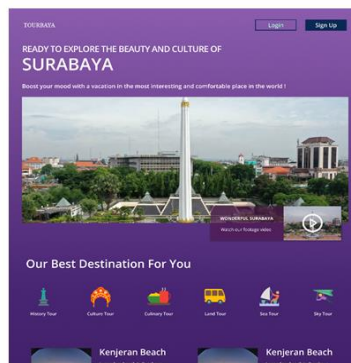 TOURBAYA
Login
Sign Up
READY TO EXPLORE THE BEAUTY AND CULTURE OF
SURABAYA
Boost your mood with a vacation in the most interesting and comfortable place in the world !
WONDERFUL SURABAYA
Watch our footage video
Our Best Destination For You
History Tour
Culture Tour
Culinary Tour
Land Tour
Sea Tour
Sky Tour
Kenjeran Beach
Kenjeran Beach